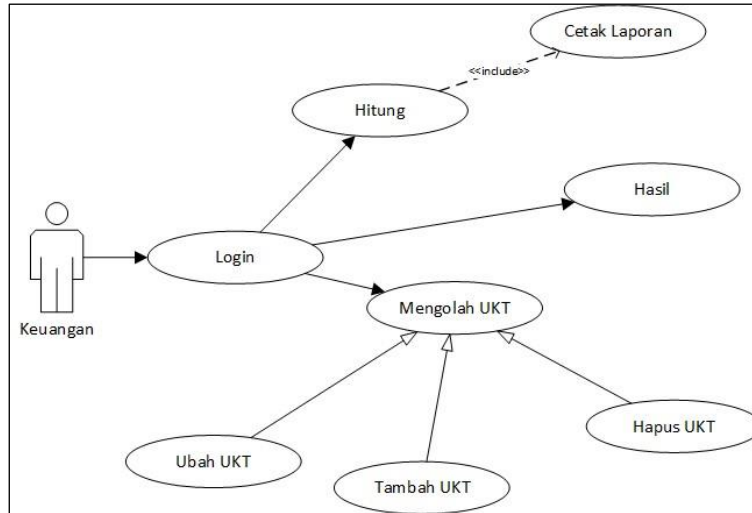 Cetak Laporan
<<include>>
Hitung
Hasil
Login
Mengolah UKT
Keuangan
Hapus UKT
Ubah UKT
Tambah UKT